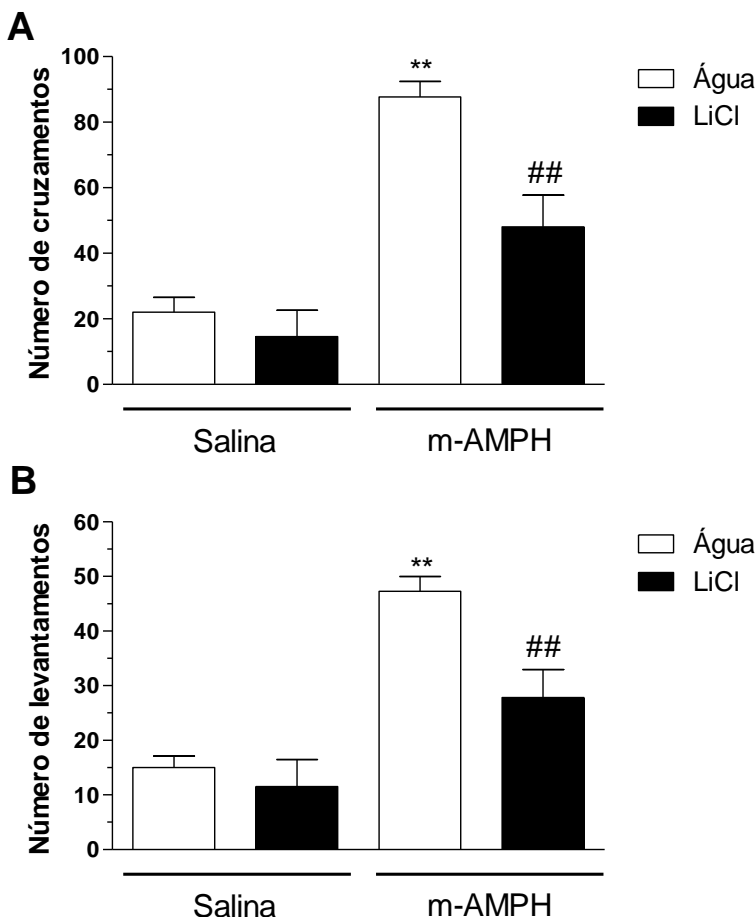 A
Número de cruzamentos
100
80
60
40
20
0
**
##
Água
LiCl
Salina
m-AMPH
B
Número de levantamentos
60
50
40
30
20
10
0
**
##
Água
LiCl
Salina
m-AMPH